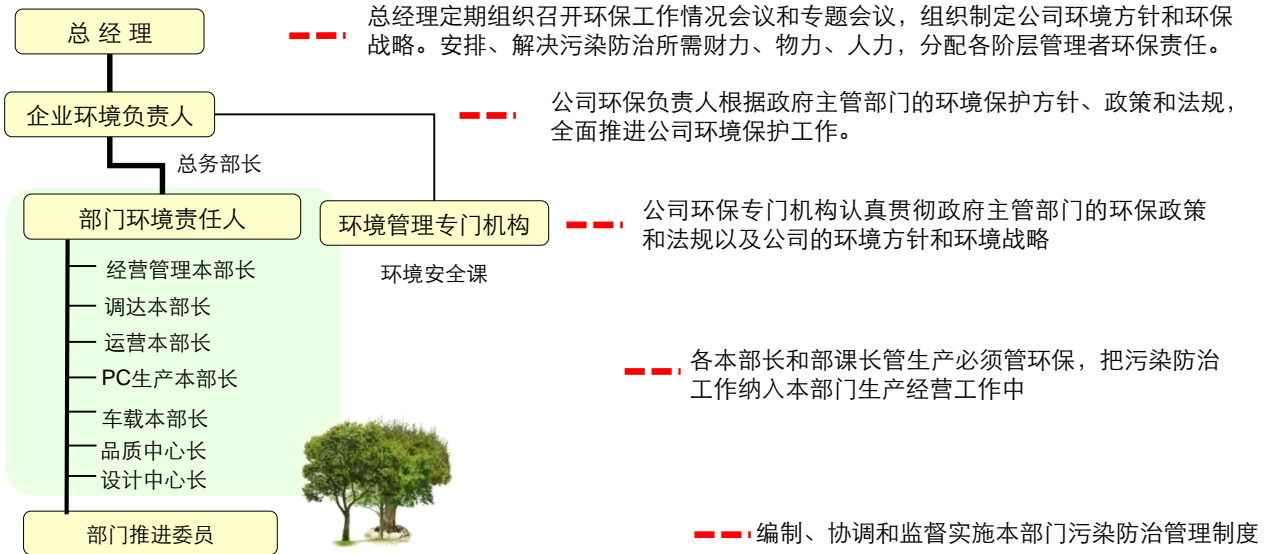 总 经 理
总经理定期组织召开环保工作情况会议和专题会议，组织制定公司环境方针和环保
战略。安排、解决污染防治所需财力、物力、人力，分配各阶层管理者环保责任。
企业环境负责人
公司环保负责人根据政府主管部门的环境保护方针、政策和法规，
全面推进公司环境保护工作。
总务部长
部门环境责任人
环境管理专门机构
公司环保专门机构认真贯彻政府主管部门的环保政策
和法规以及公司的环境方针和环境战略
环境安全课
经营管理本部长
调达本部长
运营本部长
PC生产本部长
车载本部长
品质中心长
设计中心长
各本部长和部课长管生产必须管环保，把污染防治
工作纳入本部门生产经营工作中
部门推进委员
编制、协调和监督实施本部门污染防治管理制度